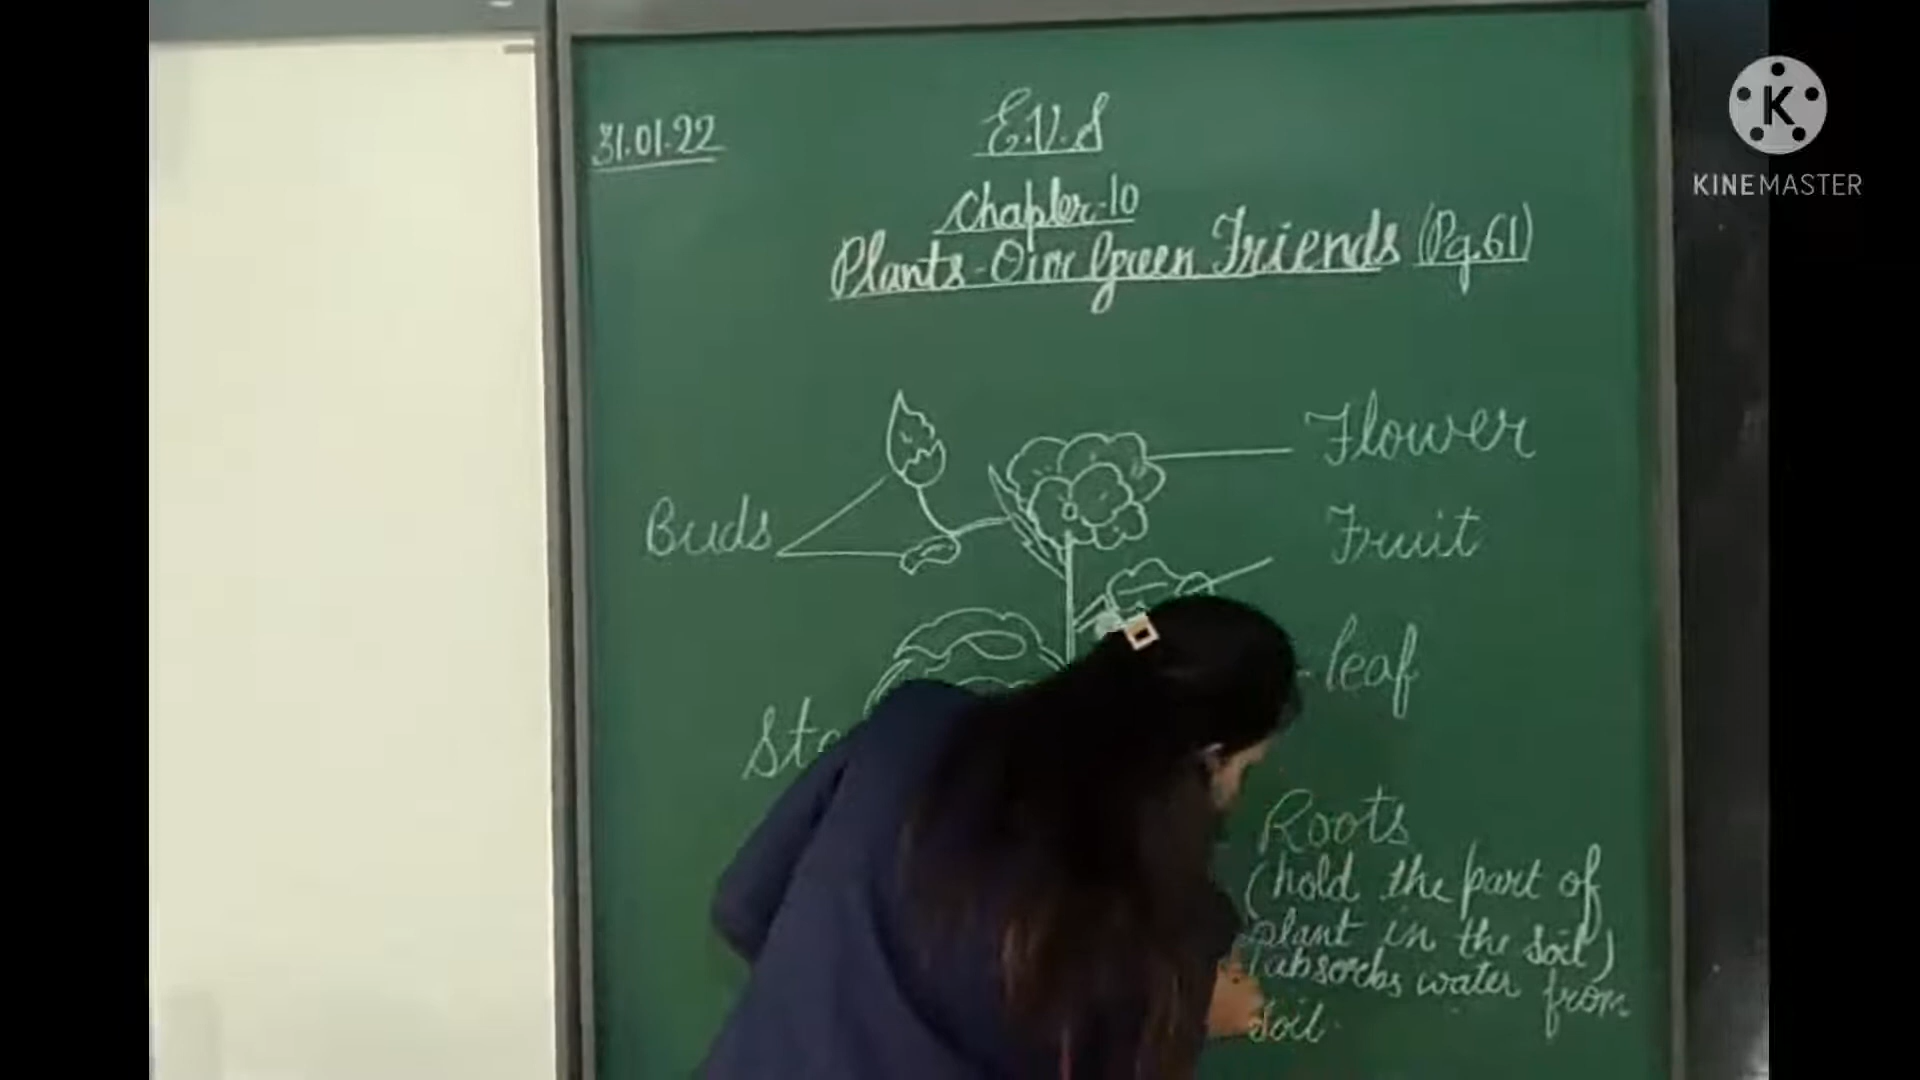 31.01.22
E.V.S
Chapter-10
Plants-Our Green Friends (Pg.61)
Flower
Buds
Fruit
leaf
Roots
(hold the part of
plant in the soil)
absorbs water from
soil.
K
KINEMASTER